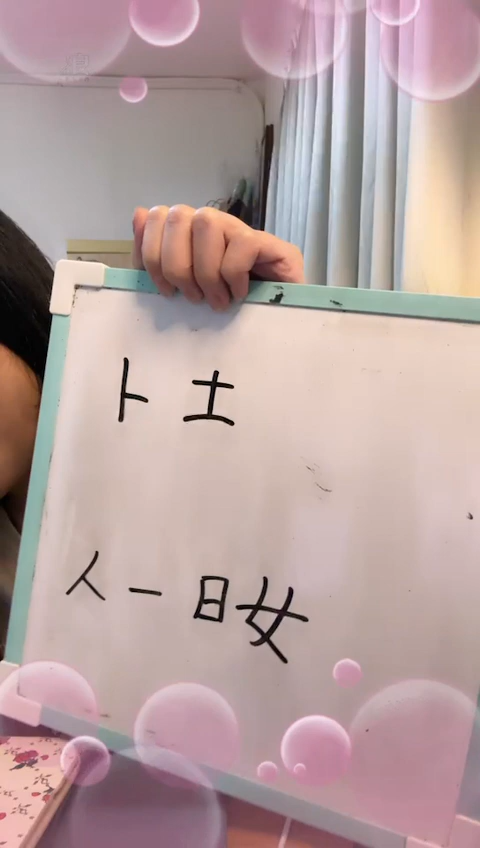 卜 土
人 一 日女